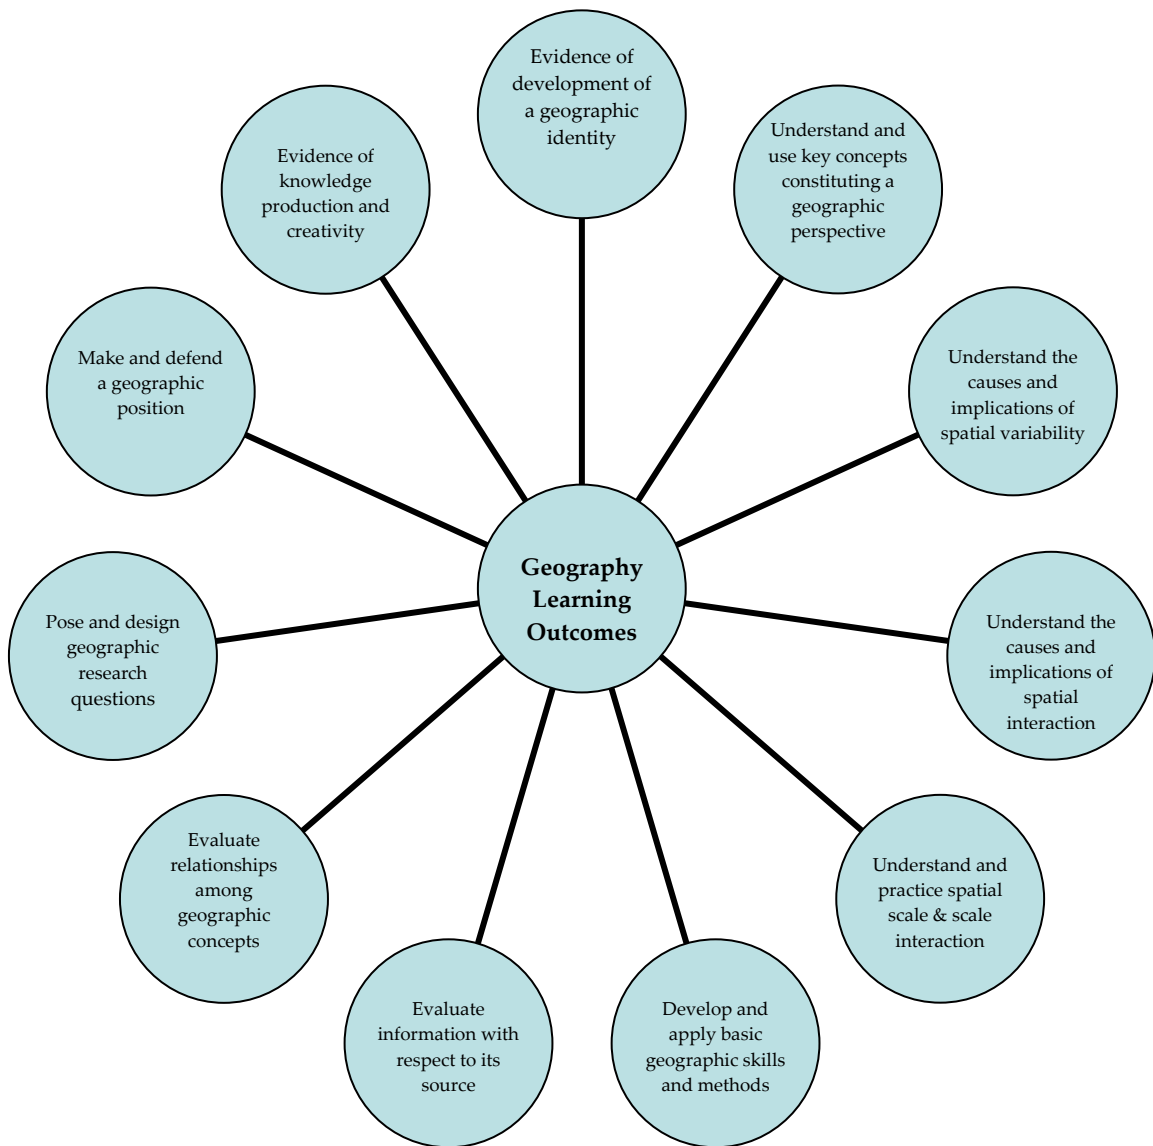 Evidence of
development of
a geographic
identity
Understand and
use key concepts
constituting a
geographic
perspective
Understand the
causes and
implications of
spatial variability
Understand the
causes and
implications of
spatial
interaction
Understand and
practice spatial
scale & scale
interaction
Develop and
apply basic
geographic skills
and methods
Evaluate
information with
respect to its
source
Evaluate
relationships
among
geographic
concepts
Pose and design
geographic
research
questions
Make and defend
a geographic
position
Evidence of
knowledge
production and
creativity
Geography
Learning
Outcomes